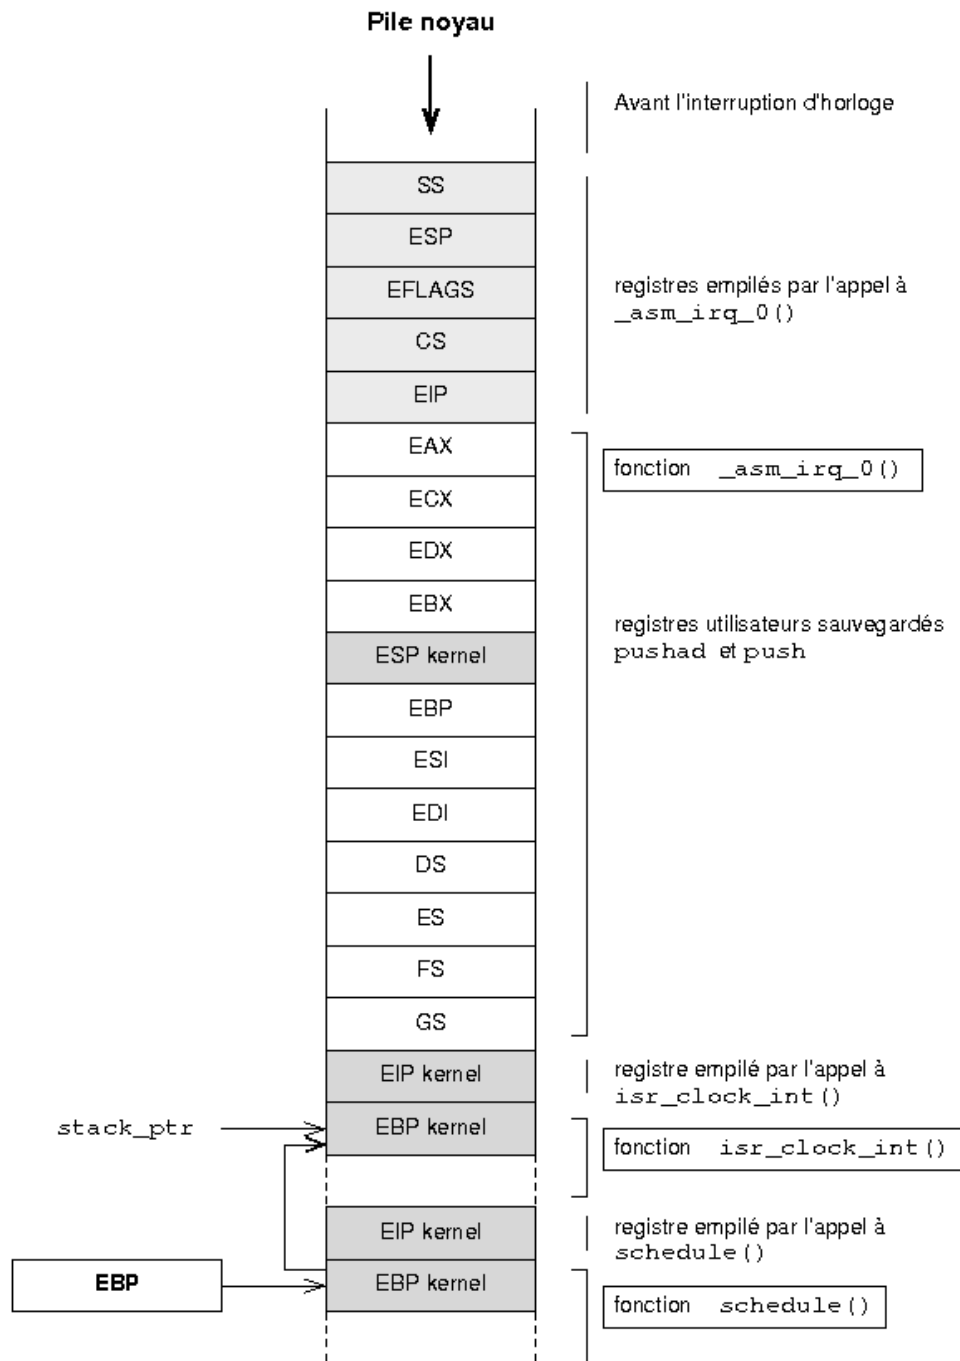 Pile noyau
Avant l'interruption d'horloge
SS
ESP
EFLAGS
registres empilés par l'appel à
_asm_irq_0()
CS
EIP
EAX
fonction _asm_irq_0()
ECX
EDX
EBX
registres utilisateurs sauvegardés
pushad et push
ESP kernel
EBP
ESI
EDI
DS
ES
FS
GS
EIP kernel
registre empilé par l'appel à
isr_clock_int()
stack_ptr
EBP kernel
fonction isr_clock_int()
EIP kernel
registre empilé par l'appel à
schedule()
EBP
EBP kernel
fonction schedule()